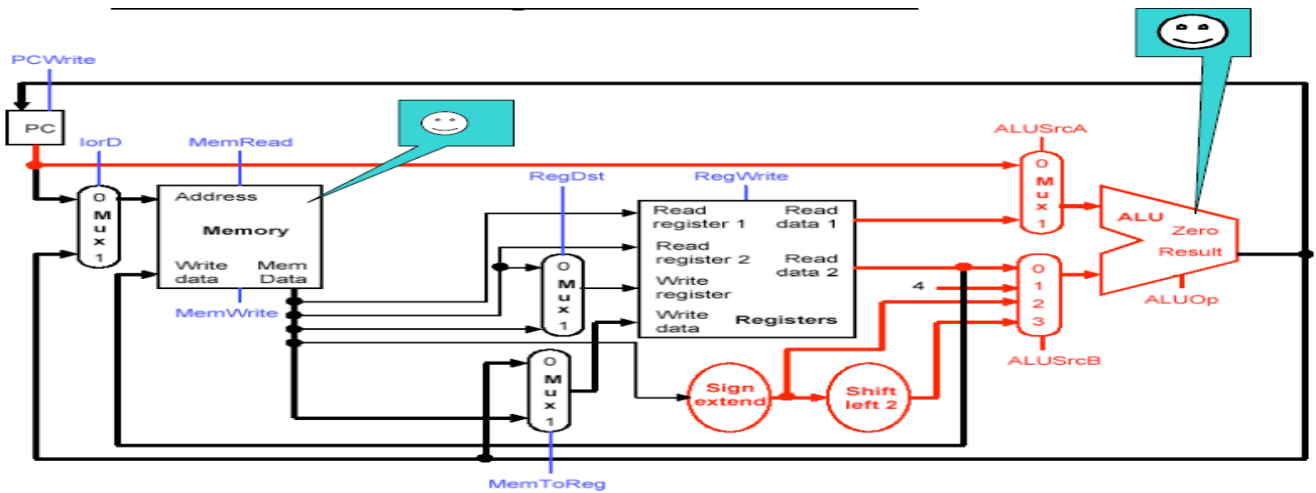 PCWrite
PC
IorD
MemRead
RegDst
RegWrite
ALUSrcA
0
M
u
x
1
Address
Memory
Write
data
Mem
Data
MemWrite
0
M
u
x
1
Read
register 1
Read
data 1
Read
register 2
Read
data 2
Write
register
Write
data
Registers
0
M
u
x
1
ALU
Zero
Result
ALUOp
4
0
1
2
3
ALUSrcB
0
M
u
x
1
Sign
extend
Shift
left 2
MemToReg